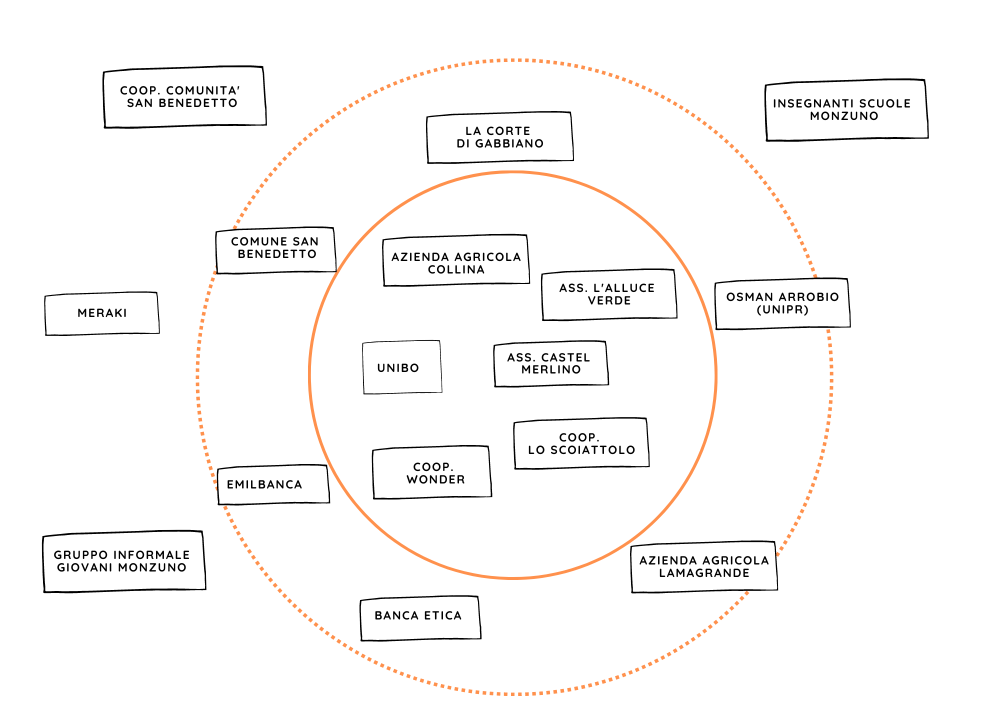 COOP. COMUNITA'
SAN BENEDETTO
INSEGNANTI SCUOLE
MONZUNO
LA CORTE
DI GABBIANO
COMUNE SAN
BENEDETTO
AZIENDA AGRICOLA
COLLINA
ASS. L'ALLUCE
VERDE
OSMAN ARROBIO
(UNIPR)
MERAKI
UNIBO
ASS. CASTEL
MERLINO
COOP.
LO SCOIATTOLO
COOP.
WONDER
EMILBANCA
GRUPPO INFORMALE
GIOVANI MONZUNO
AZIENDA AGRICOLA
LAMAGRANDE
BANCA ETICA